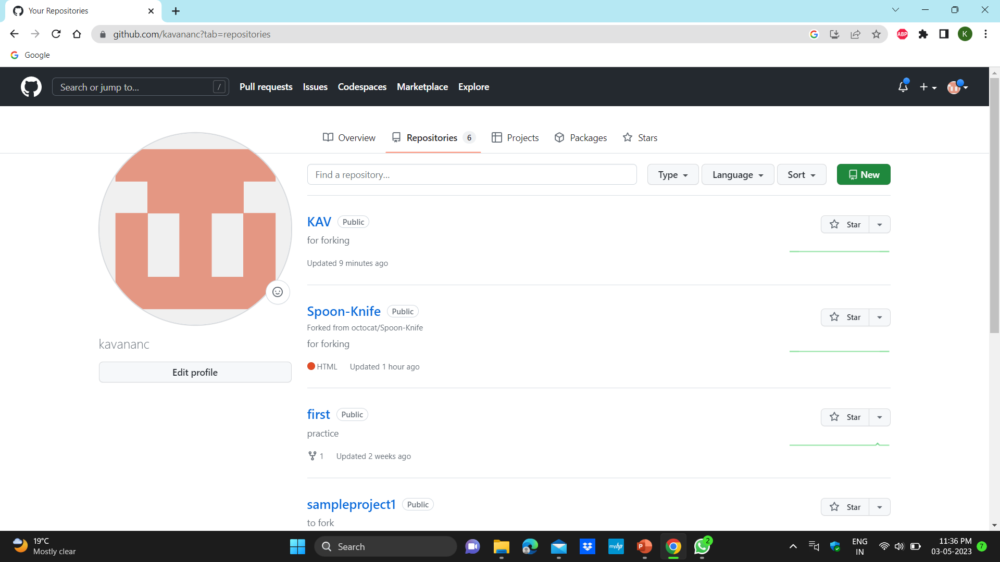 Your Repositories
github.com/kavananc?tab=repositories
ABP
K
Google
Search or jump to... /
Pull requests Issues Codespaces Marketplace Explore
Overview Repositories 6 Projects Packages Stars
Find a repository... Type Language Sort New
KAV Public
Star
for forking
Updated 9 minutes ago
Spoon-Knife Public
Star
Forked from octocat/Spoon-Knife
for forking
HTML Updated 1 hour ago
kavananc
Edit profile
first Public
Star
practice
1 Updated 2 weeks ago
sampleproject1 Public
Star
to fork
19°C
Mostly clear
Search
myhp
P
2
ENG
IN
11:36 PM
03-05-2023
7